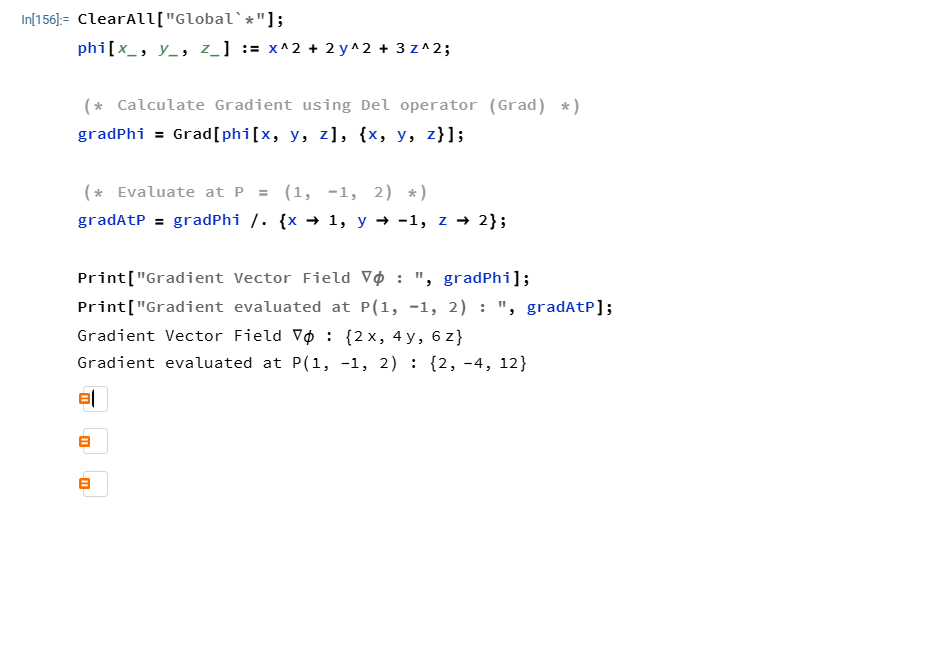 In[156]:= ClearAll["Global`*"];
phi[x_, y_, z_] := x^2 + 2 y^2 + 3 z^2;
(* Calculate Gradient using Del operator (Grad) *)
gradPhi = Grad[phi[x, y, z], {x, y, z}];
(* Evaluate at P = (1, -1, 2) *)
gradAtP = gradPhi /. {x → 1, y → -1, z → 2};
Print["Gradient Vector Field ∇ϕ : ", gradPhi];
Print["Gradient evaluated at P(1, -1, 2) : ", gradAtP];
Gradient Vector Field ∇ϕ : {2 x, 4 y, 6 z}
Gradient evaluated at P(1, -1, 2) : {2, -4, 12}